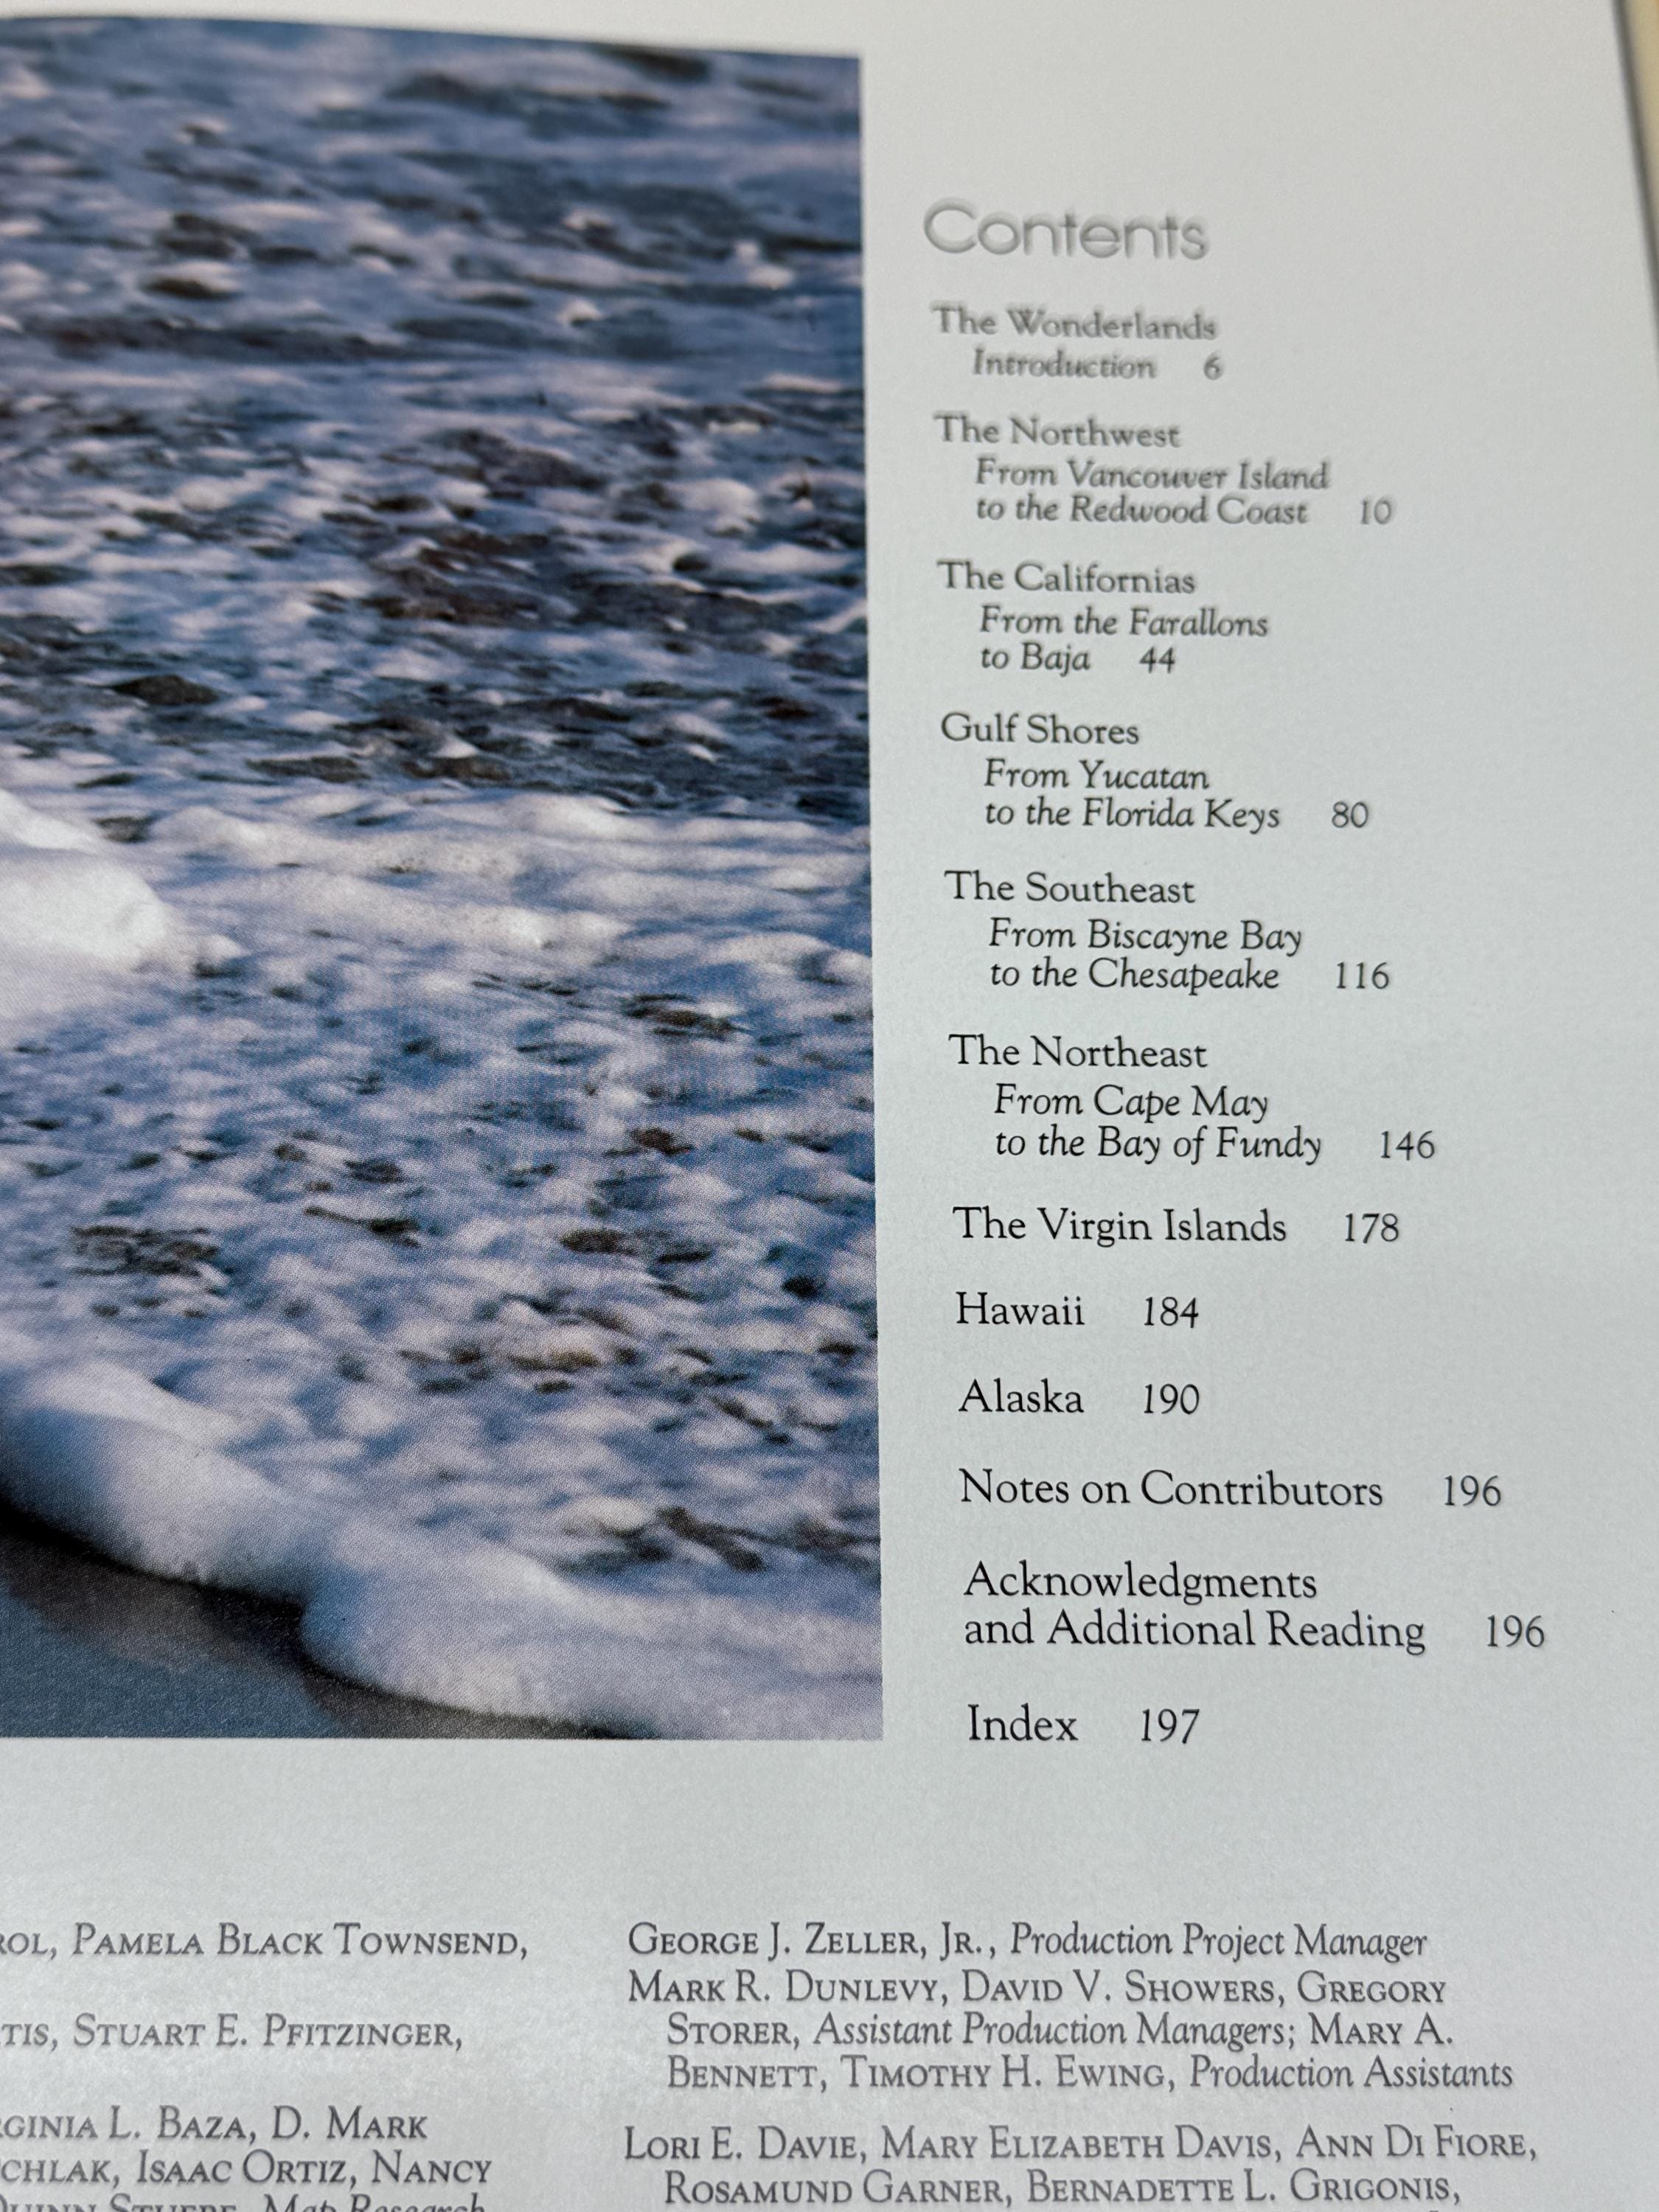 Contents
The Wonderlands
Introduction 6
The Northwest
From Vancouver Island
to the Redwood Coast 10
The Californias
From the Farallons
to Baja 44
Gulf Shores
From Yucatan
to the Florida Keys 80
The Southeast
From Biscayne Bay
to the Chesapeake 116
The Northeast
From Cape May
to the Bay of Fundy 146
The Virgin Islands 178
Hawaii 184
Alaska 190
Notes on Contributors 196
Acknowledgments
and Additional Reading 196
Index 197
PAMELA BLACK TOWNSEND,
STUART E. PFITZINGER,
L. BAZA, D. MARK
ISAAC ORTIZ, NANCY
Map Research
GEORGE J. ZELLER, JR., Production Project Manager
MARK R. DUNLEVY, DAVID V. SHOWERS, GREGORY
STORER, Assistant Production Managers; MARY A.
BENNETT, TIMOTHY H. EWING, Production Assistants
LORI E. DAVIE, MARY ELIZABETH DAVIS, ANN DI FIORE,
ROSAMUND GARNER, BERNADETTE L. GRIGONIS,